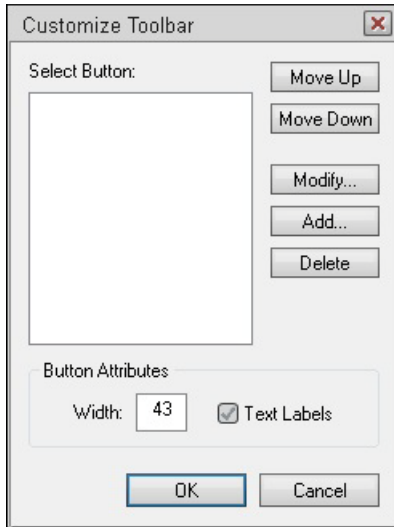 Customize Toolbar
Select Button:
Move Up
Move Down
Modify...
Add...
Delete
Button Attributes
Width: 43 Text Labels
OK Cancel